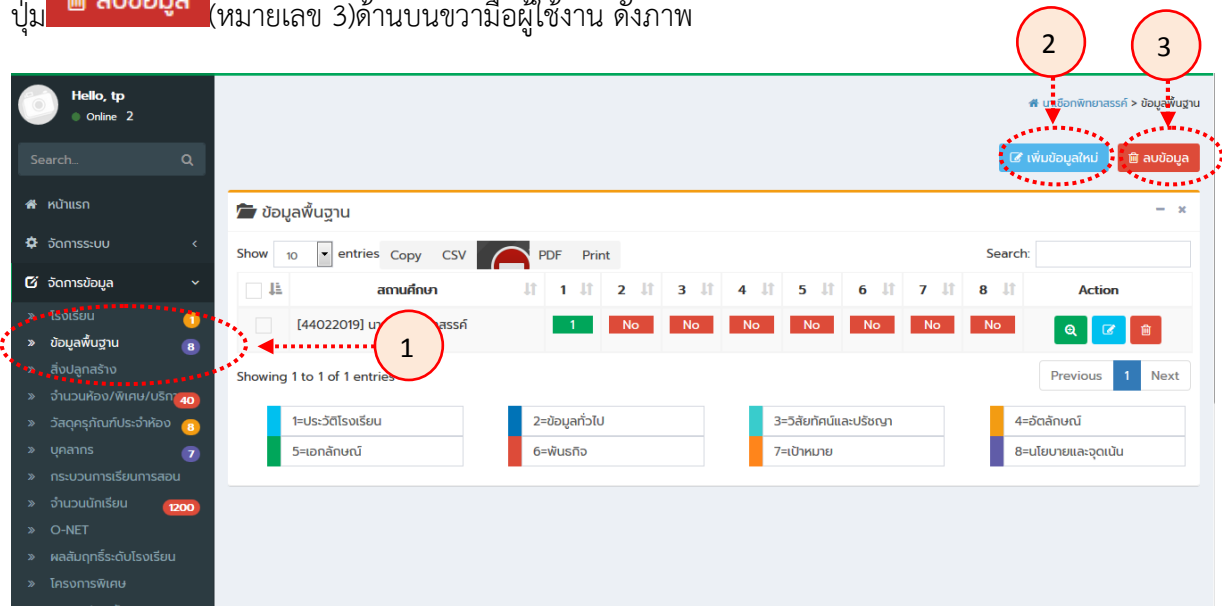 ปุ่ม ลบข้อมูล (หมายเลข 3)ด้านบนขวามือผู้ใช้งาน ดังภาพ
2
3
Hello, tp
Online 2
Search...
> ข้อมูลพื้นฐาน
เพิ่มข้อมูลใหม่
ลบข้อมูล
หน้าแรก
จัดการระบบ
จัดการข้อมูล
โรงเรียน 1
ข้อมูลพื้นฐาน 8
สิ่งปลูกสร้าง
จำนวนห้อง/พิเศษ/บริการ 40
วัสดุครุภัณฑ์ประจำห้อง 8
บุคลากร 7
กระบวนการเรียนการสอน
จำนวนนักเรียน 1200
O-NET
ผลสัมฤทธิ์ระดับโรงเรียน
โครงการพิเศษ
1
ข้อมูลพื้นฐาน
Show 10 entries Copy CSV PDF Print Search:
สถานศึกษา 1 2 3 4 5 6 7 8 Action
[44022019] 1 No No No No No No No
Showing 1 to 1 of 1 entries
Previous 1 Next
1=ประวัติโรงเรียน 2=ข้อมูลทั่วไป 3=วิสัยทัศน์และปรัชญา 4=อัตลักษณ์
5=เอกลักษณ์ 6=พันธกิจ 7=เป้าหมาย 8=นโยบายและจุดเน้น